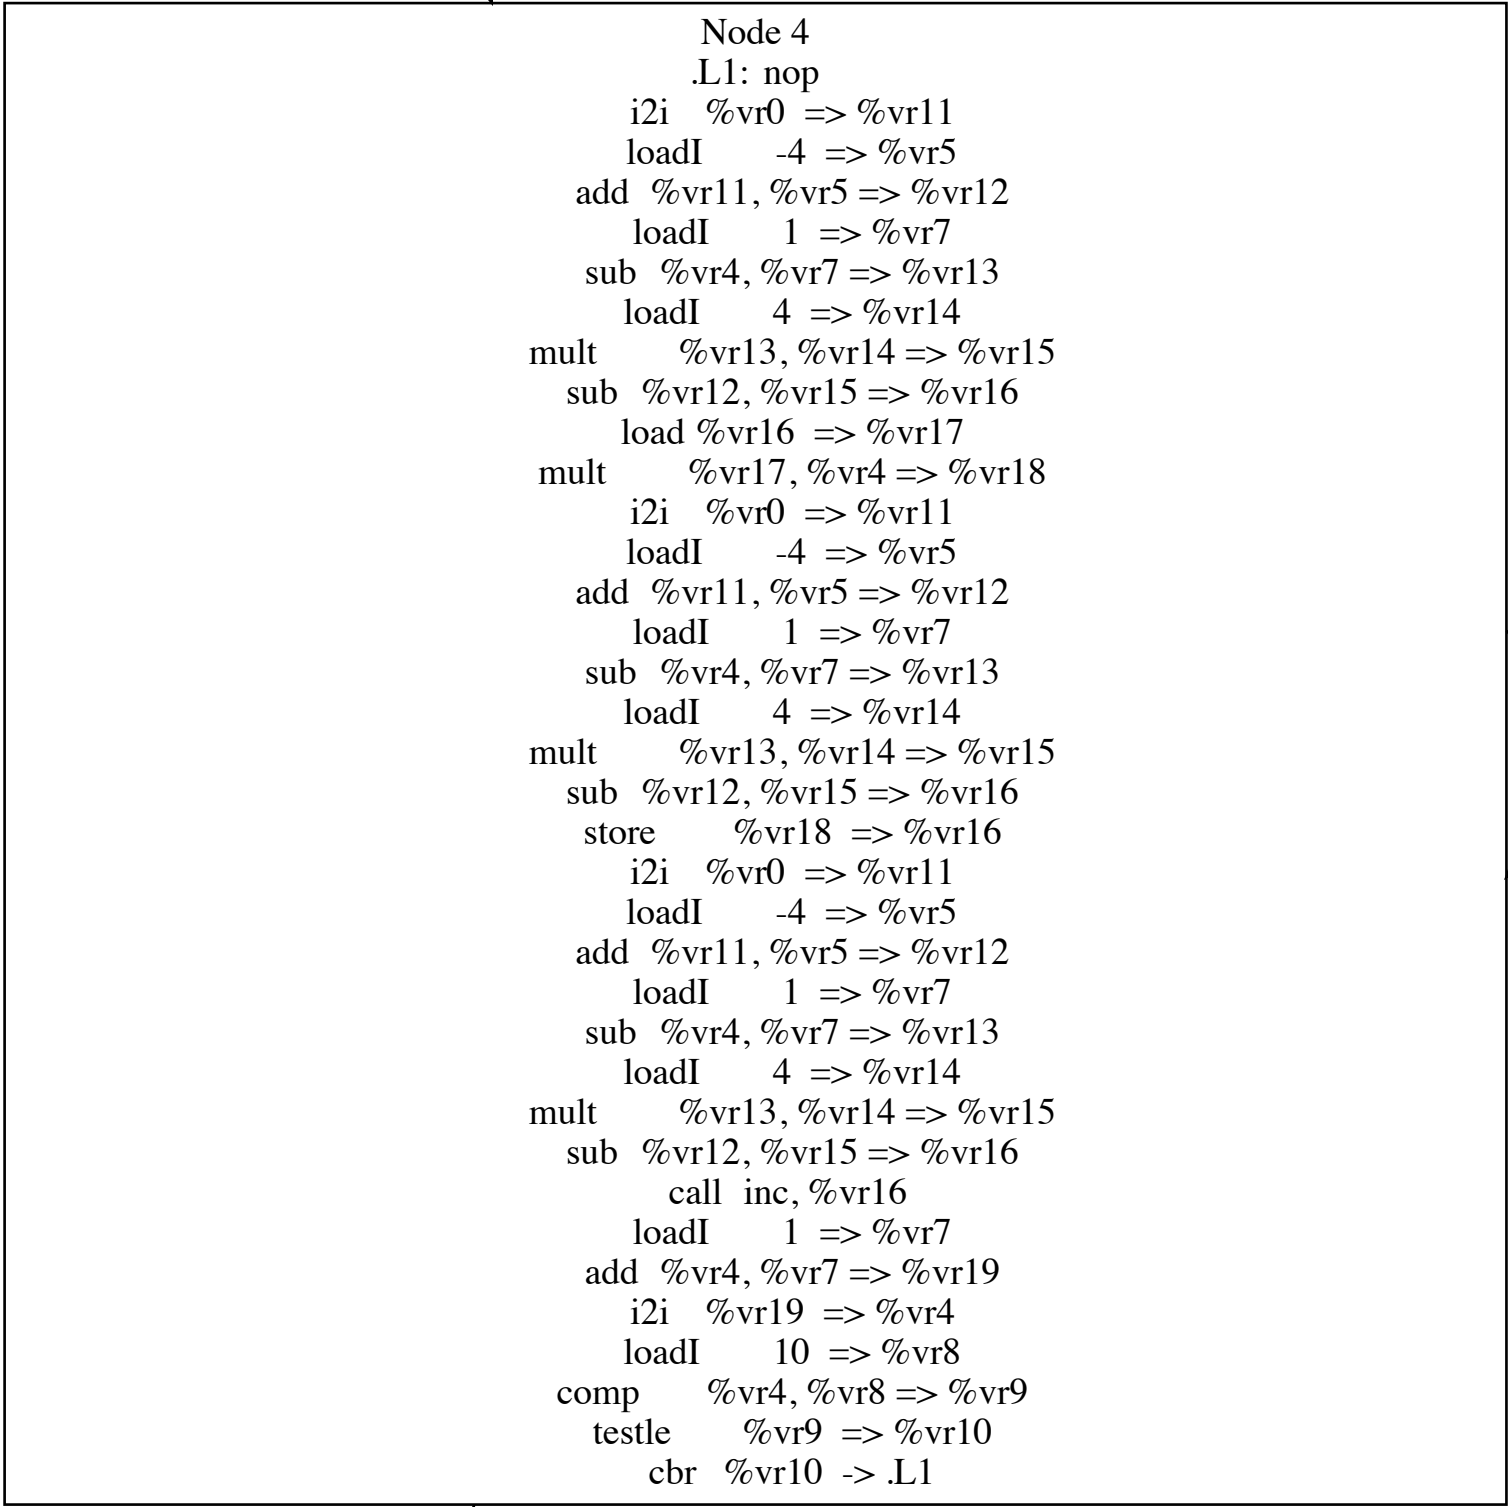 Node 4
.L1: nop
i2i %vr0 => %vr11
loadI -4 => %vr5
add %vr11, %vr5 => %vr12
loadI 1 => %vr7
sub %vr4, %vr7 => %vr13
loadI 4 => %vr14
mult %vr13, %vr14 => %vr15
sub %vr12, %vr15 => %vr16
load %vr16 => %vr17
mult %vr17, %vr4 => %vr18
i2i %vr0 => %vr11
loadI -4 => %vr5
add %vr11, %vr5 => %vr12
loadI 1 => %vr7
sub %vr4, %vr7 => %vr13
loadI 4 => %vr14
mult %vr13, %vr14 => %vr15
sub %vr12, %vr15 => %vr16
store %vr18 => %vr16
i2i %vr0 => %vr11
loadI -4 => %vr5
add %vr11, %vr5 => %vr12
loadI 1 => %vr7
sub %vr4, %vr7 => %vr13
loadI 4 => %vr14
mult %vr13, %vr14 => %vr15
sub %vr12, %vr15 => %vr16
call inc, %vr16
loadI 1 => %vr7
add %vr4, %vr7 => %vr19
i2i %vr19 => %vr4
loadI 10 => %vr8
comp %vr4, %vr8 => %vr9
testle %vr9 => %vr10
cbr %vr10 -> .L1